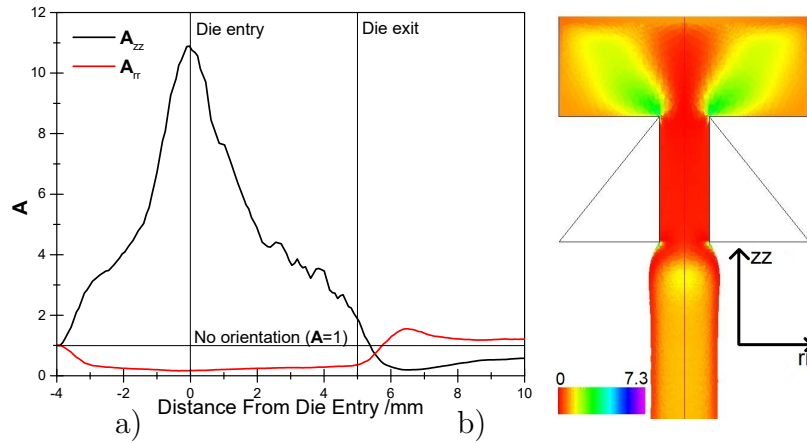 12
10
8
6
4
2
0
A
A_zz
A_rr
Die entry
Die exit
No orientation (A=1)
-4 -2 0 2 4 6 8 10
Distance From Die Entry /mm
a) b)
zz
0 7.3